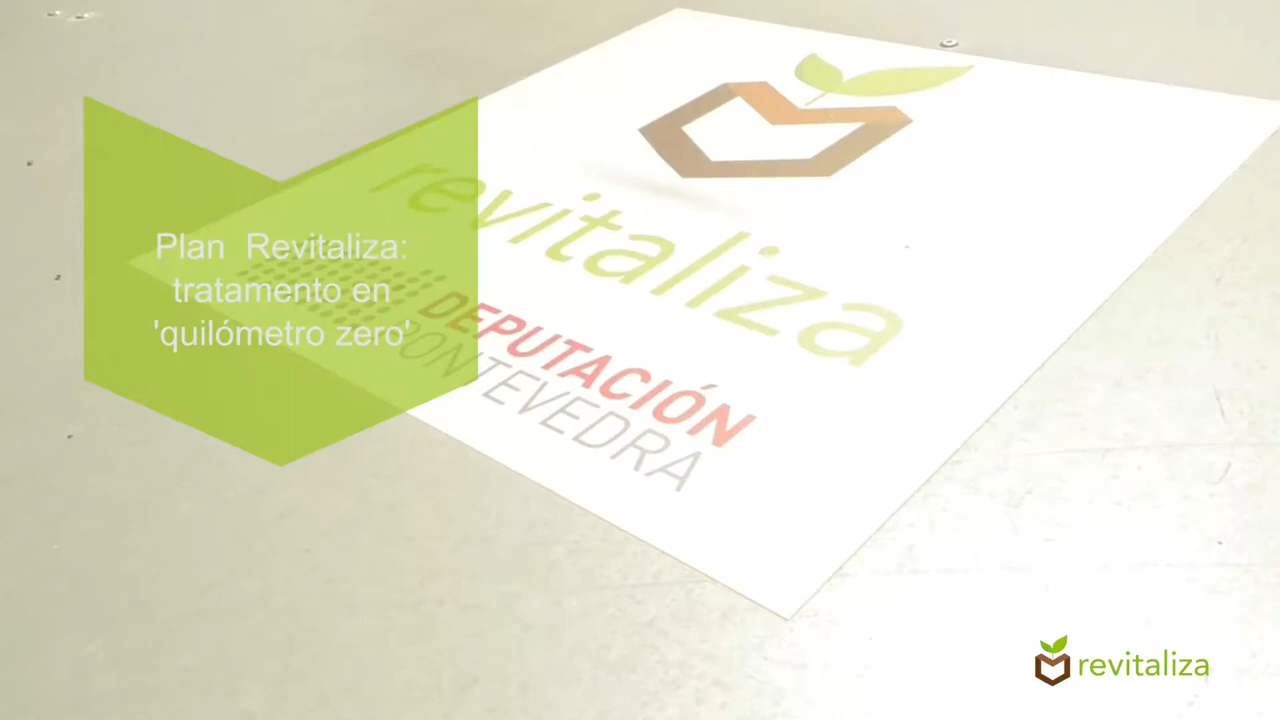 Plan Revitaliza:
tratamento en
'quilómetro zero'
revitaliza
DEPUTACIÓN
PONTEVEDRA
revitaliza